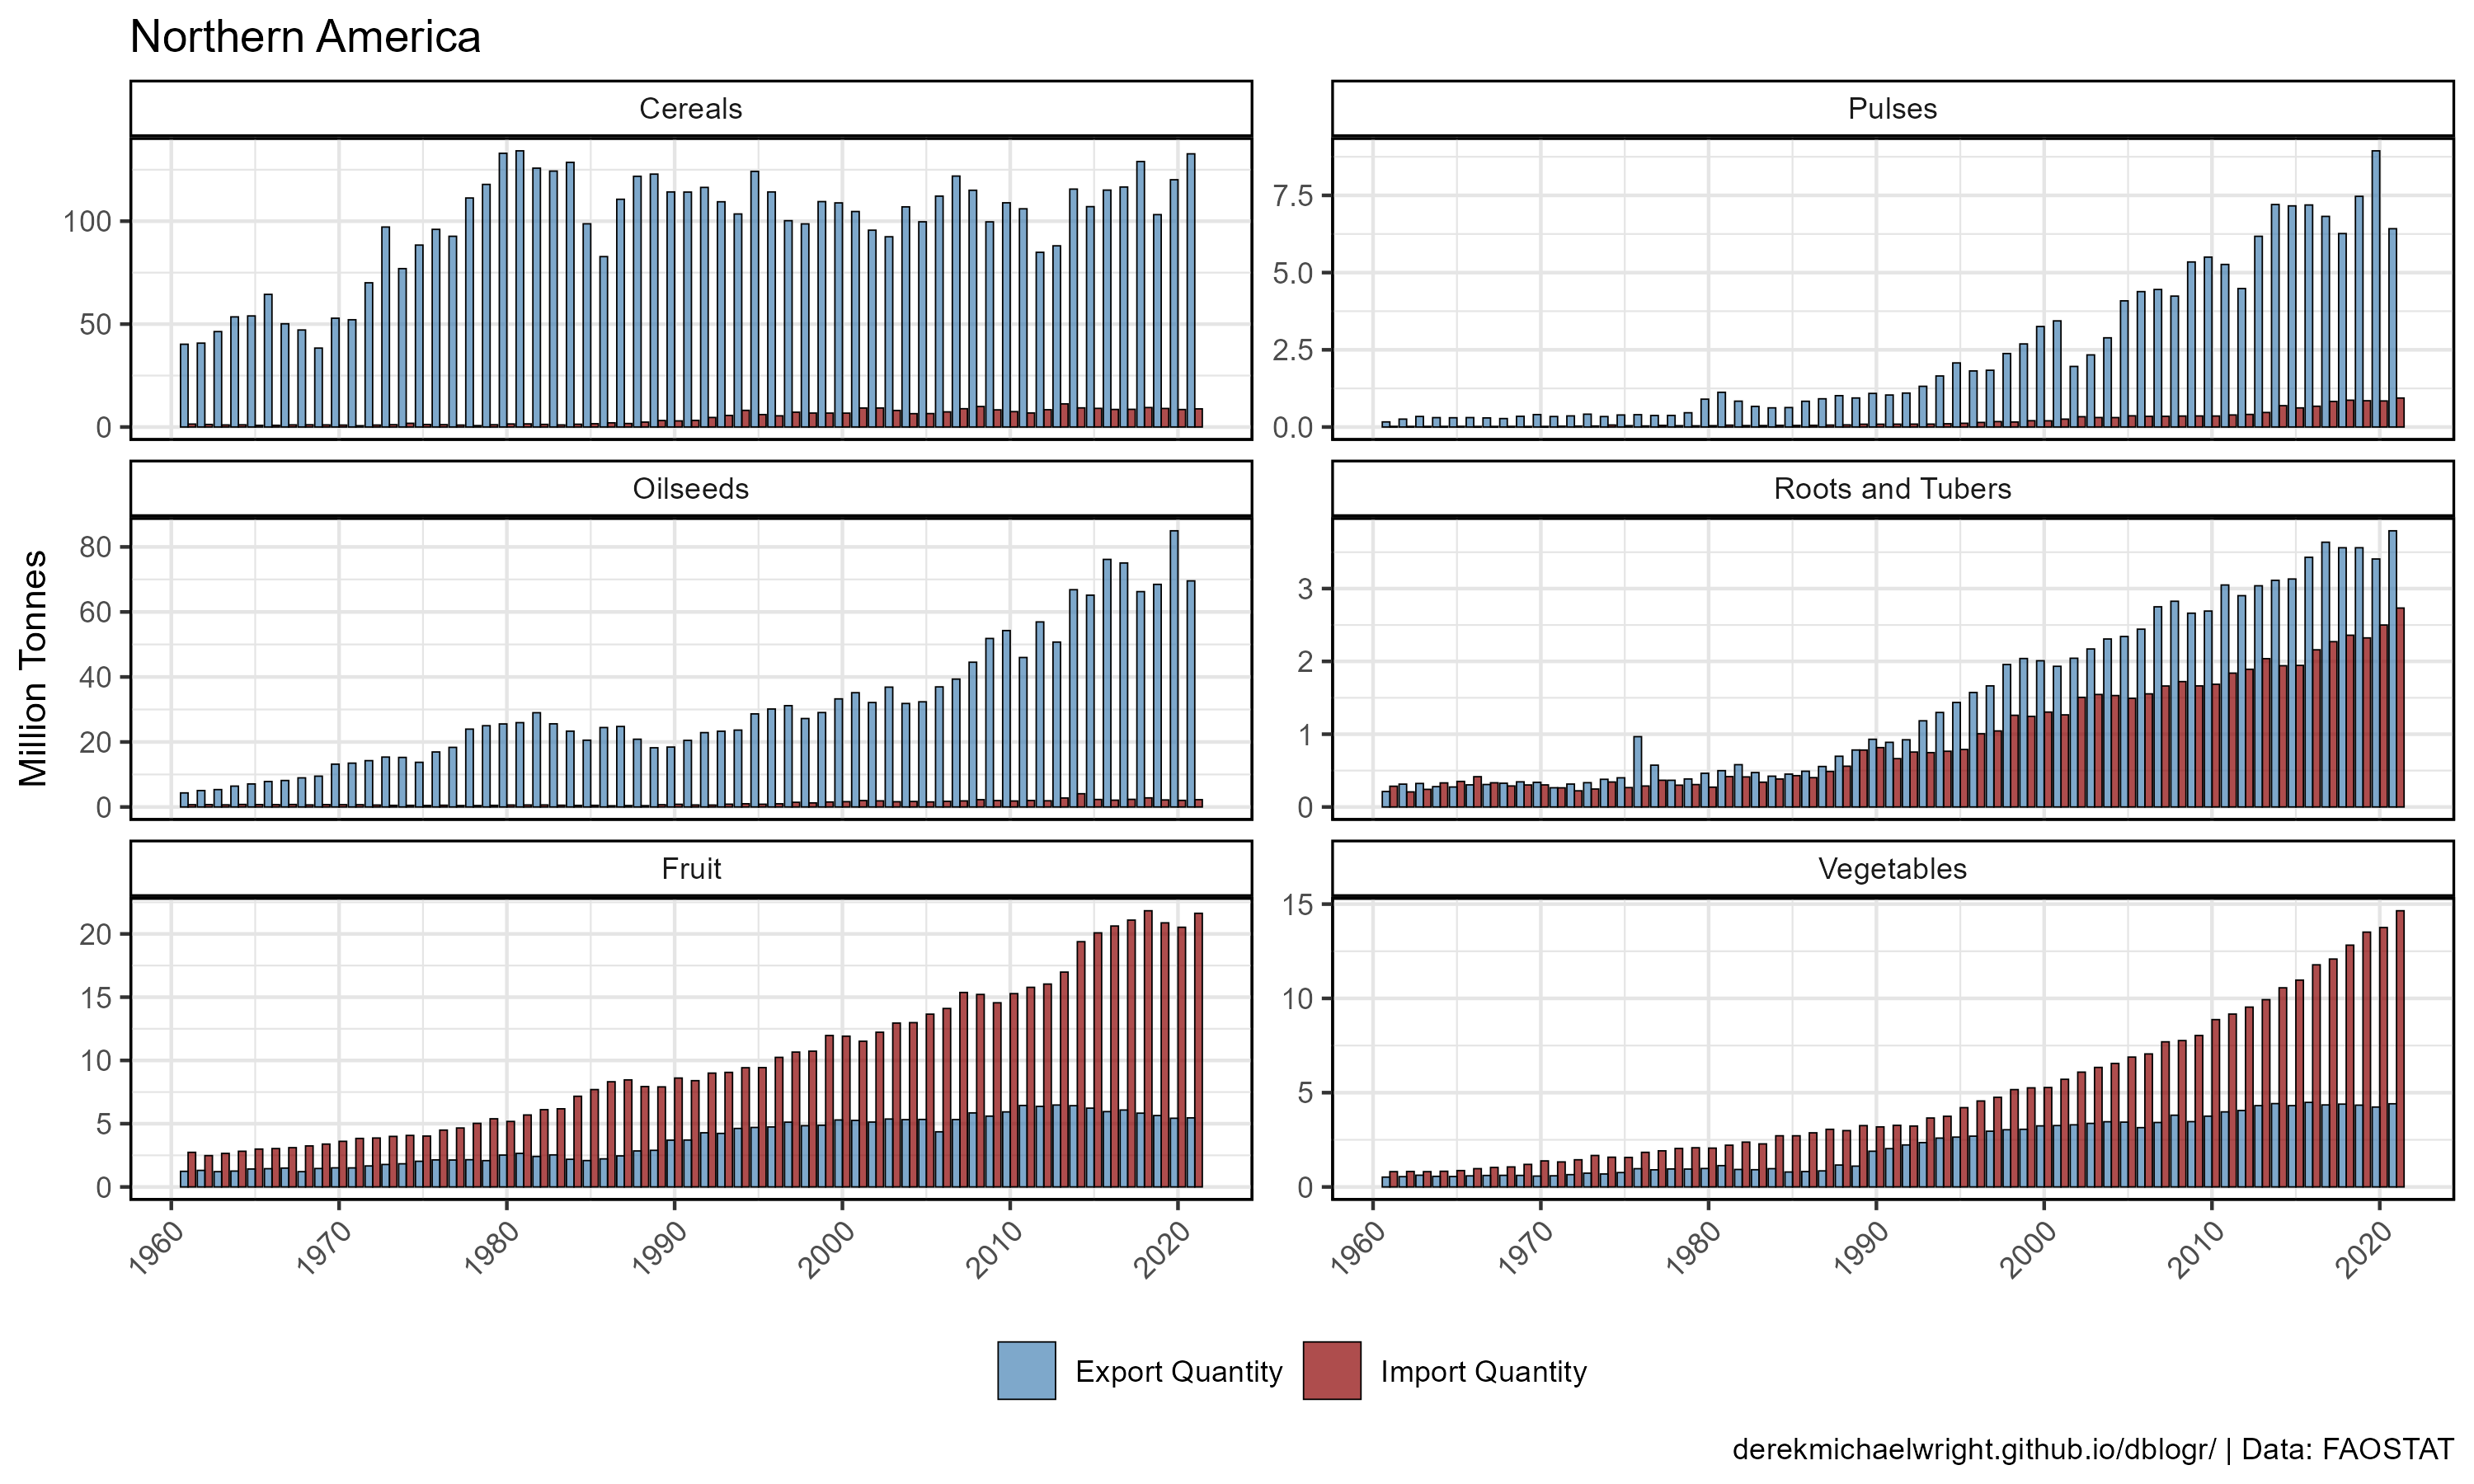 Northern America
Cereals
Pulses
100
50
0
7.5
5.0
2.5
0.0
Oilseeds
Roots and Tubers
Million Tonnes
80
60
40
20
0
3
2
1
0
Fruit
Vegetables
20
15
10
5
0
15
10
5
0
1960 1970 1980 1990 2000 2010 2020
1960 1970 1980 1990 2000 2010 2020
Export Quantity Import Quantity
derekmichaelwright.github.io/dblogr/ | Data: FAOSTAT